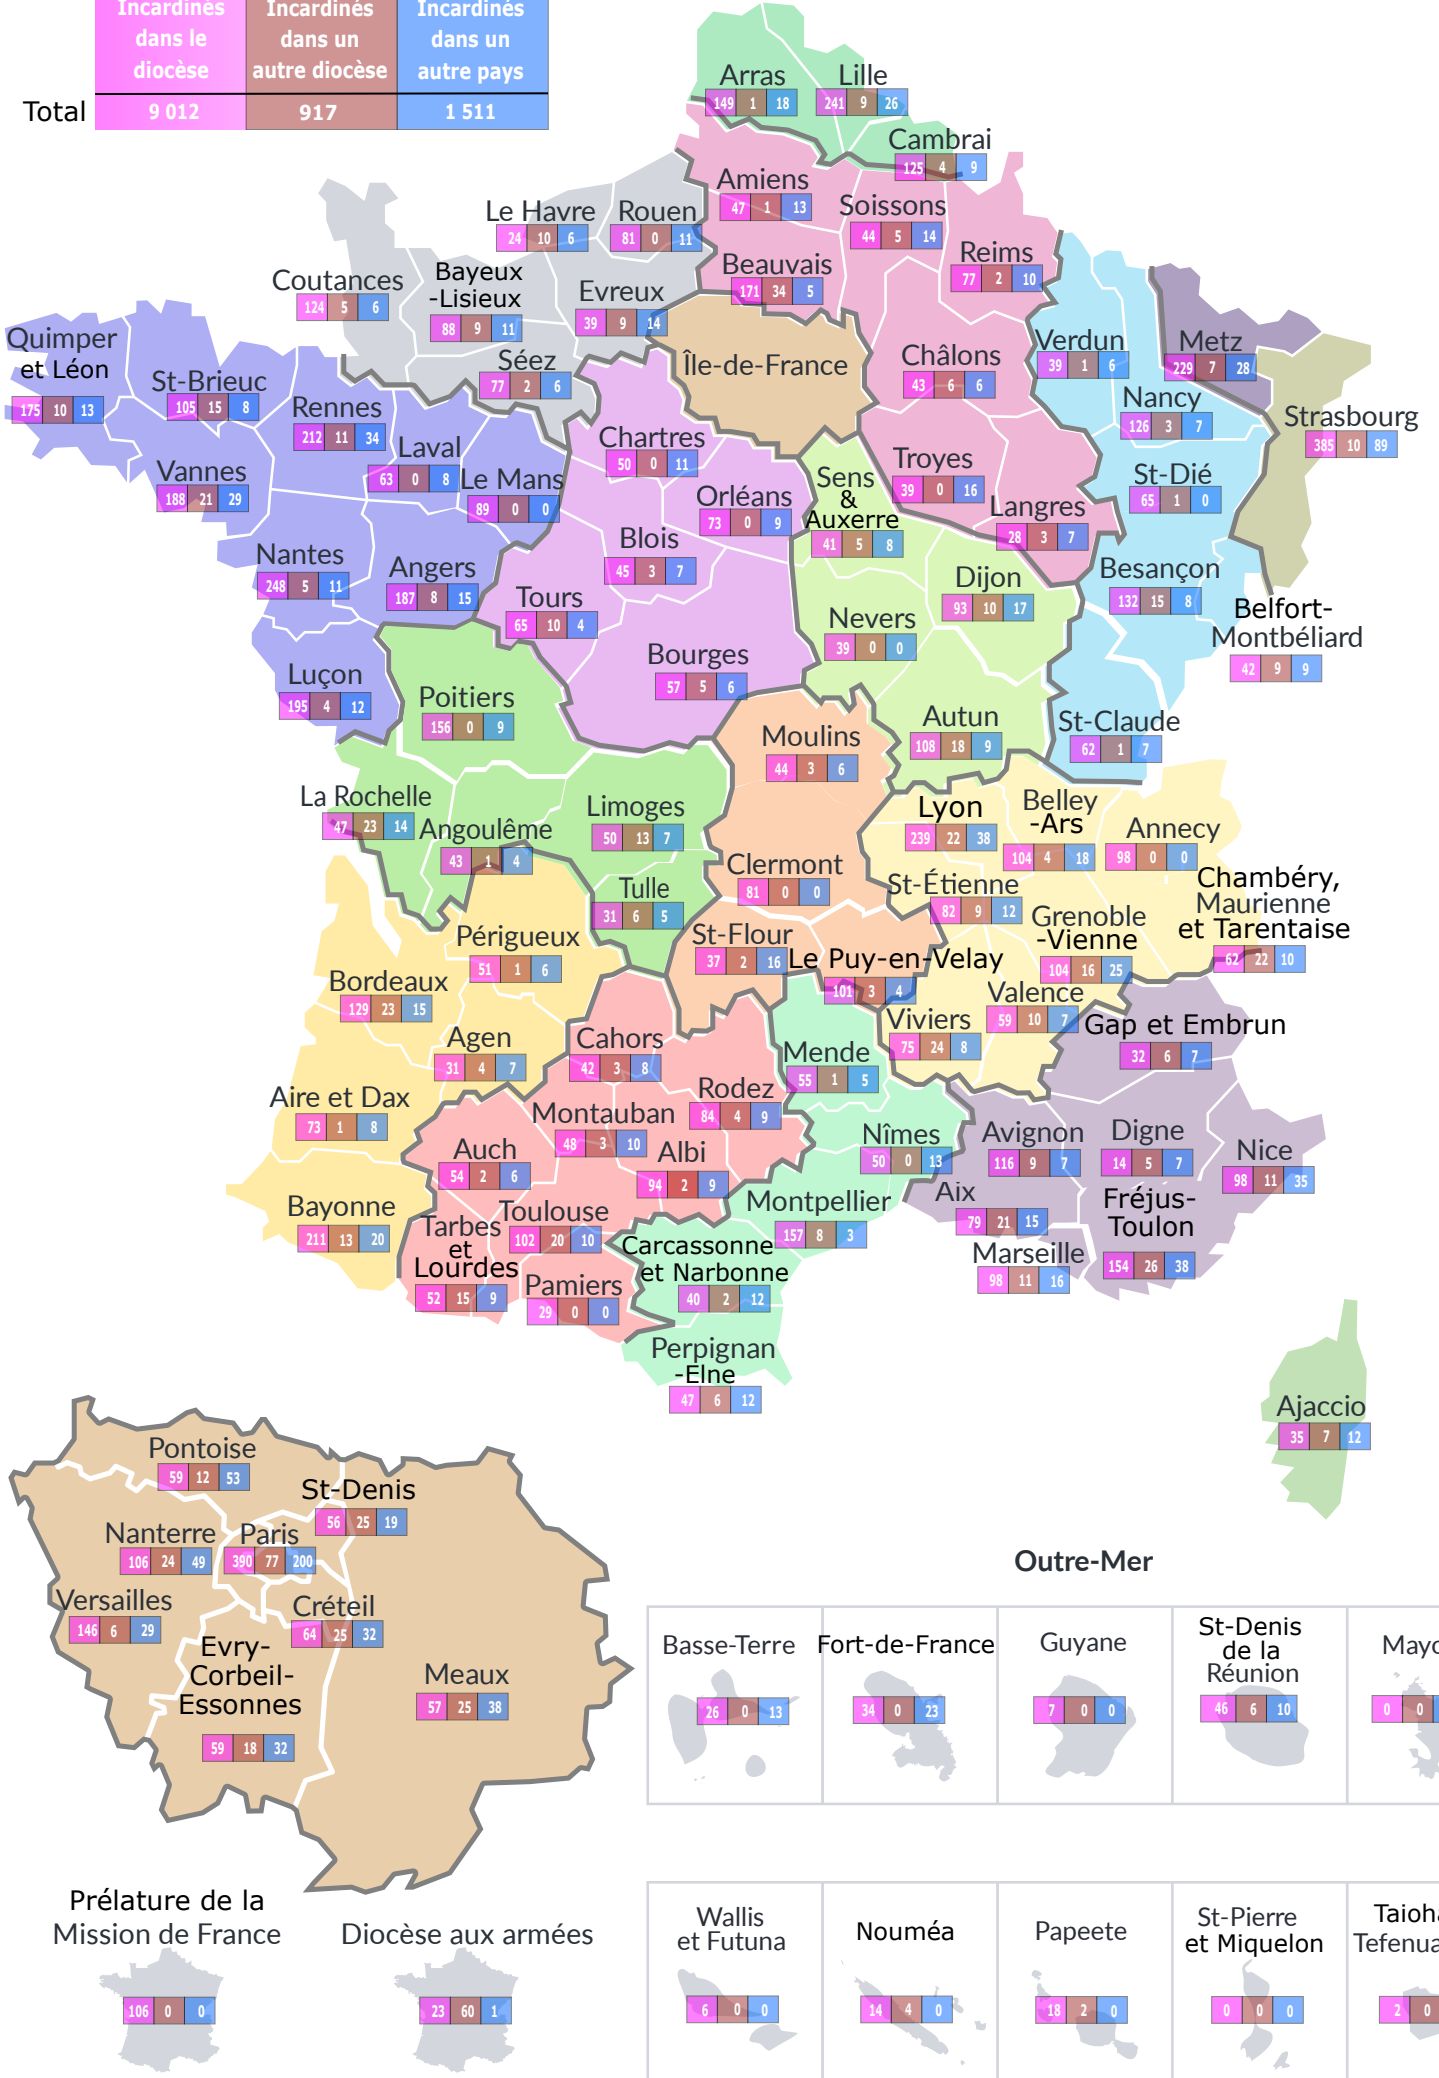 Incardinés
dans le
diocèse
Incardinés
dans un
autre diocèse
Incardinés
dans un
autre pays
Total
9 012
917
1 511
Arras
149 1 18
Lille
241 9 26
Cambrai
125 4 9
Amiens
47 1 13
Soissons
44 5 14
Le Havre
24 10 6
Rouen
81 0 11
Reims
77 2 10
Beauvais
171 34 5
Coutances
124 5 6
Bayeux
-Lisieux
88 9 11
Evreux
39 9 14
Quimper
et Léon
175 10 13
St-Brieuc
105 15 8
Séez
77 2 6
Île-de-France
Châlons
43 6 6
Verdun
39 1 6
Metz
229 7 28
Rennes
212 11 34
Nancy
126 3 7
Strasbourg
385 10 89
Laval
63 0 8
Chartres
50 0 11
Vannes
188 21 29
Le Mans
89 0 0
Orléans
73 0 9
Sens
&
Auxerre
41 5 8
Troyes
39 0 16
Langres
28 3 7
St-Dié
65 1 0
Nantes
248 5 11
Angers
187 8 15
Blois
45 3 7
Tours
65 10 4
Dijon
93 10 17
Besançon
132 15 8
Belfort-
Montbéliard
42 9 9
Nevers
39 0 0
Luçon
195 4 12
Poitiers
156 0 9
Bourges
57 5 6
Moulins
44 3 6
Autun
108 18 9
St-Claude
62 1 7
La Rochelle
47 23 14
Angoulême
43 1 4
Limoges
50 13 7
Lyon
239 22 38
Belley
-Ars
104 4 18
Annecy
98 0 0
Clermont
81 0 0
Tulle
31 6 5
St-Étienne
82 9 12
Chambéry,
Maurienne
et Tarentaise
62 22 10
Grenoble
-Vienne
104 16 25
Périgueux
51 1 6
St-Flour
37 2 16
Le Puy-en-Velay
101 3 4
Bordeaux
129 23 15
Valence
59 10 7
Viviers
75 24 8
Gap et Embrun
32 6 7
Agen
31 4 7
Cahors
42 3 8
Mende
55 1 5
Aire et Dax
73 1 8
Rodez
84 4 9
Montauban
48 3 10
Auch
54 2 6
Albi
94 2 9
Nîmes
50 0 13
Avignon
116 9 7
Digne
14 5 7
Nice
98 11 35
Bayonne
211 13 20
Tarbes
et
Lourdes
52 15 9
Toulouse
102 20 10
Montpellier
157 8 3
Aix
79 21 15
Fréjus-
Toulon
154 26 38
Marseille
98 11 16
Carcassonne
et Narbonne
40 2 12
Pamiers
29 0 0
Perpignan
-Elne
47 6 12
Ajaccio
35 7 12
Pontoise
59 12 53
St-Denis
56 25 19
Nanterre
106 24 49
Paris
390 77 200
Versailles
146 6 29
Créteil
64 25 32
Evry-
Corbeil-
Essonnes
59 18 32
Meaux
57 25 38
Outre-Mer
Basse-Terre
26 0 13
Fort-de-France
34 0 23
Guyane
7 0 0
St-Denis
de la
Réunion
46 6 10
0 0
Prélature de la
Mission de France
106 0 0
Diocèse aux armées
23 60 1
Wallis
et Futuna
6 0 0
Nouméa
14 4 0
Papeete
18 2 0
St-Pierre
et Miquelon
0 0 0
2 0